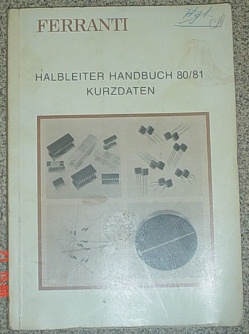 FERRANTI
HALBLEITER HANDBUCH 80/81
KURZDATEN